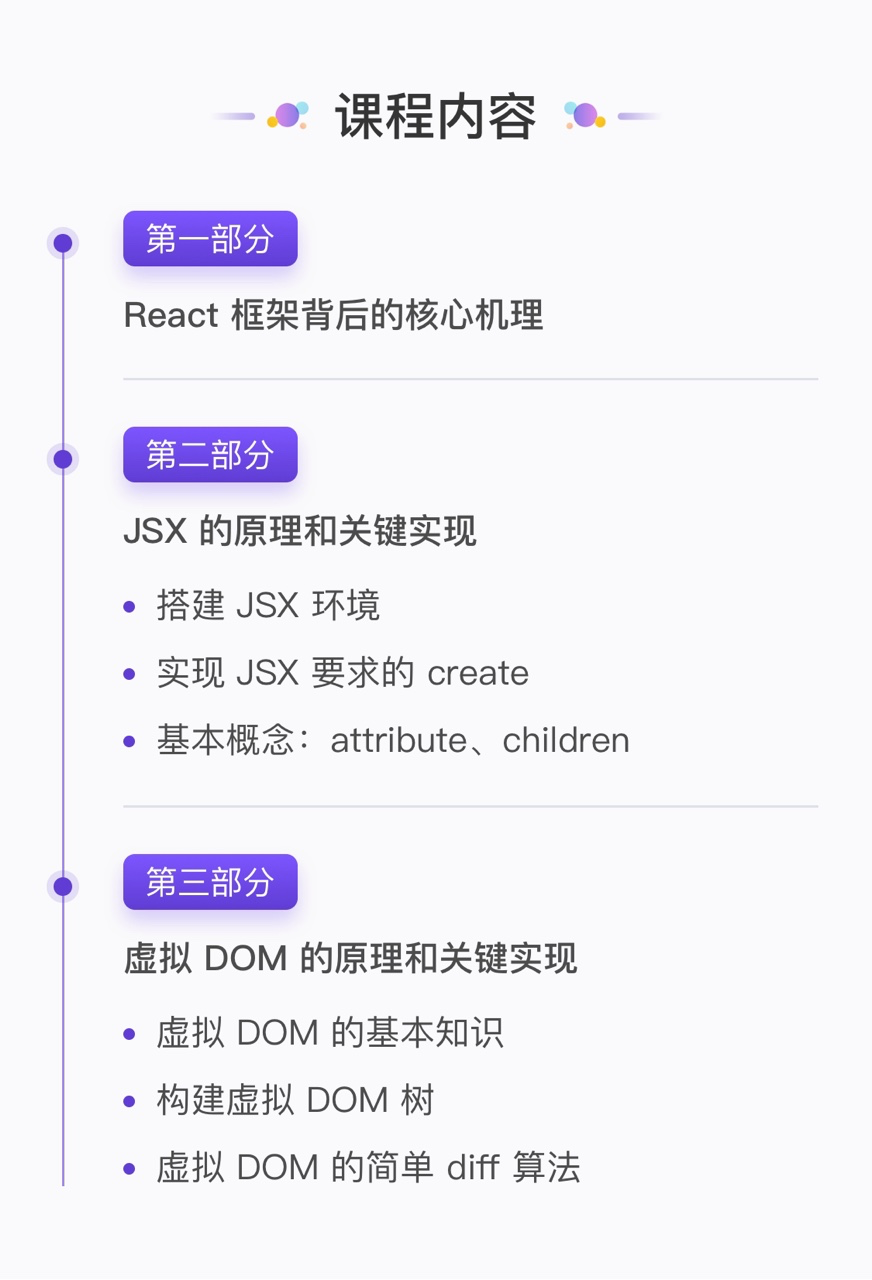 课程内容
第一部分
React 框架背后的核心机理
第二部分
JSX 的原理和关键实现
搭建 JSX 环境
实现 JSX 要求的 create
基本概念：attribute、children
第三部分
虚拟 DOM 的原理和关键实现
虚拟 DOM 的基本知识
构建虚拟 DOM 树
虚拟 DOM 的简单 diff 算法